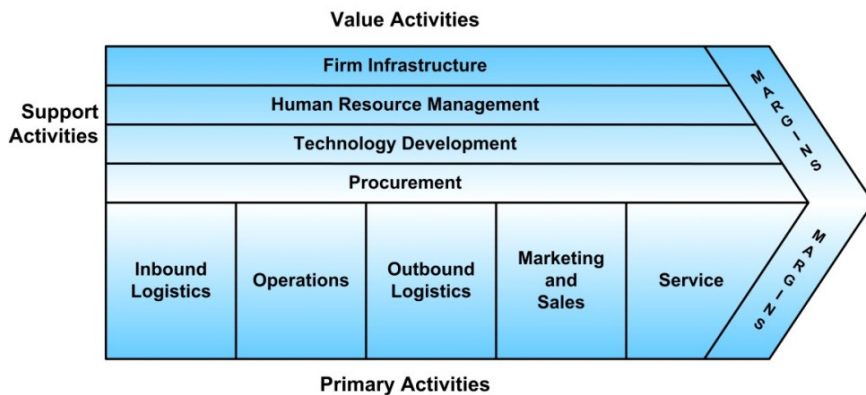 Value Activities
Firm Infrastructure
Support
Activities
Human Resource Management
Technology Development
Procurement
MARGINS
Inbound
Logistics
Operations
Outbound
Logistics
Marketing
and
Sales
Service
MARGINS
Primary Activities